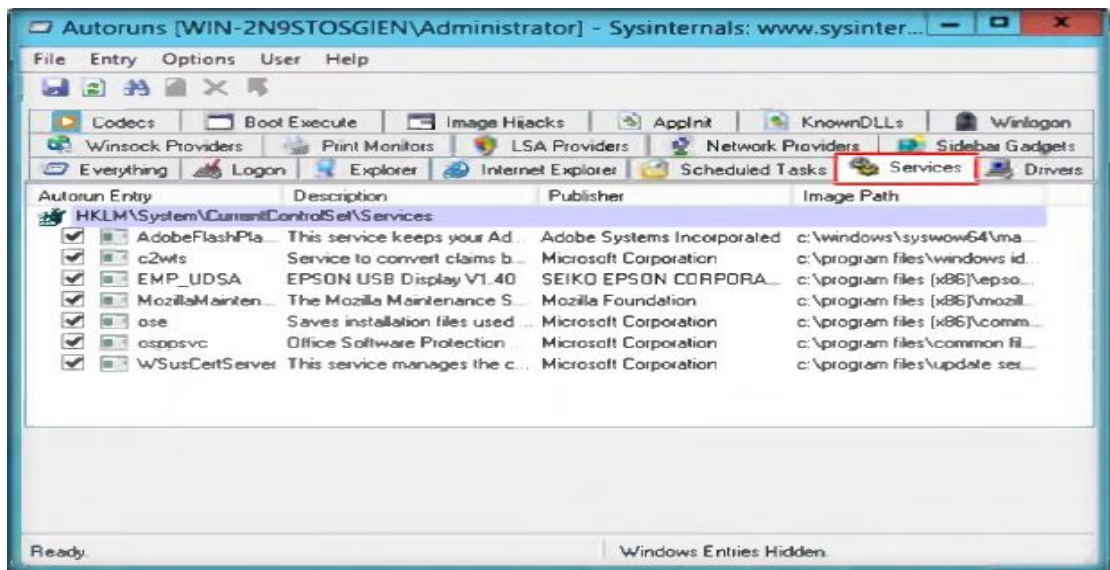 Autoruns [WIN-2N9STOSGIEN\Administrator] - Sysinternals: www.sysinter...
File Entry Options User Help
Codecs Boot Execute Image Hijacks AppInit KnownDLLs Winlogon
Winsock Providers Print Monitors LSA Providers Network Providers Sidebar Gadgets
Everything Logon Explorer Internet Explorer Scheduled Tasks Services Drivers
Autorun Entry Description Publisher Image Path
HKLM\System\CurrentControlSet\Services
AdobeFlashPla... This service keeps your Ad... Adobe Systems Incorporated c:\windows\syswow64\ma...
c2wts Service to convert claims b... Microsoft Corporation c:\program files\windows id...
EMP_UDSA EPSON USB Display V1.40 SEIKO EPSON CORPORA... c:\program files (x86)\epso...
MozillaMainten... The Mozilla Maintenance S... Mozilla Foundation c:\program files (x86)\mozil...
ose Saves installation files used ... Microsoft Corporation c:\program files (x86)\comm...
osppsvc Office Software Protection ... Microsoft Corporation c:\program files\common fil...
WSusCertServer This service manages the c... Microsoft Corporation c:\program files\update ser...
Ready. Windows Entries Hidden.